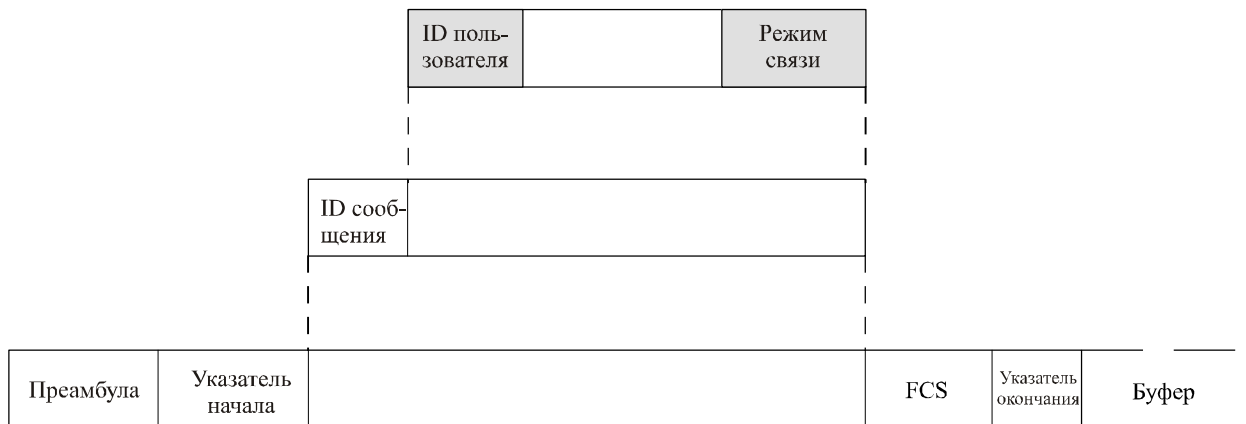 ID поль-
зователя
Режим
связи
ID сооб-
щения
Преамбула
Указатель
начала
FCS
Указатель
окончания
Буфер